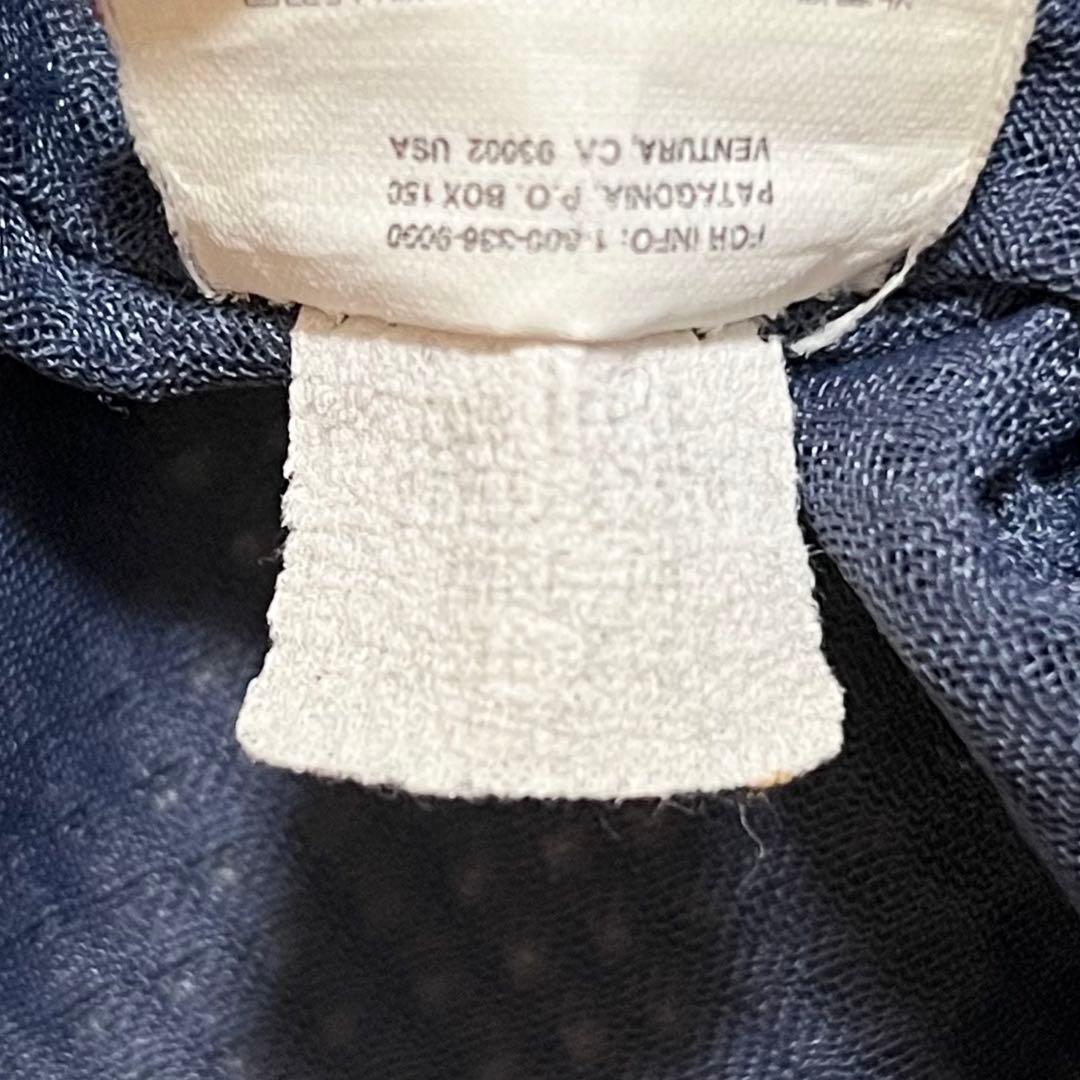 FOR INFO: 1-800-336-9090
PATAGONIA, P.O. BOX 150
VENTURA, CA. 93002 USA